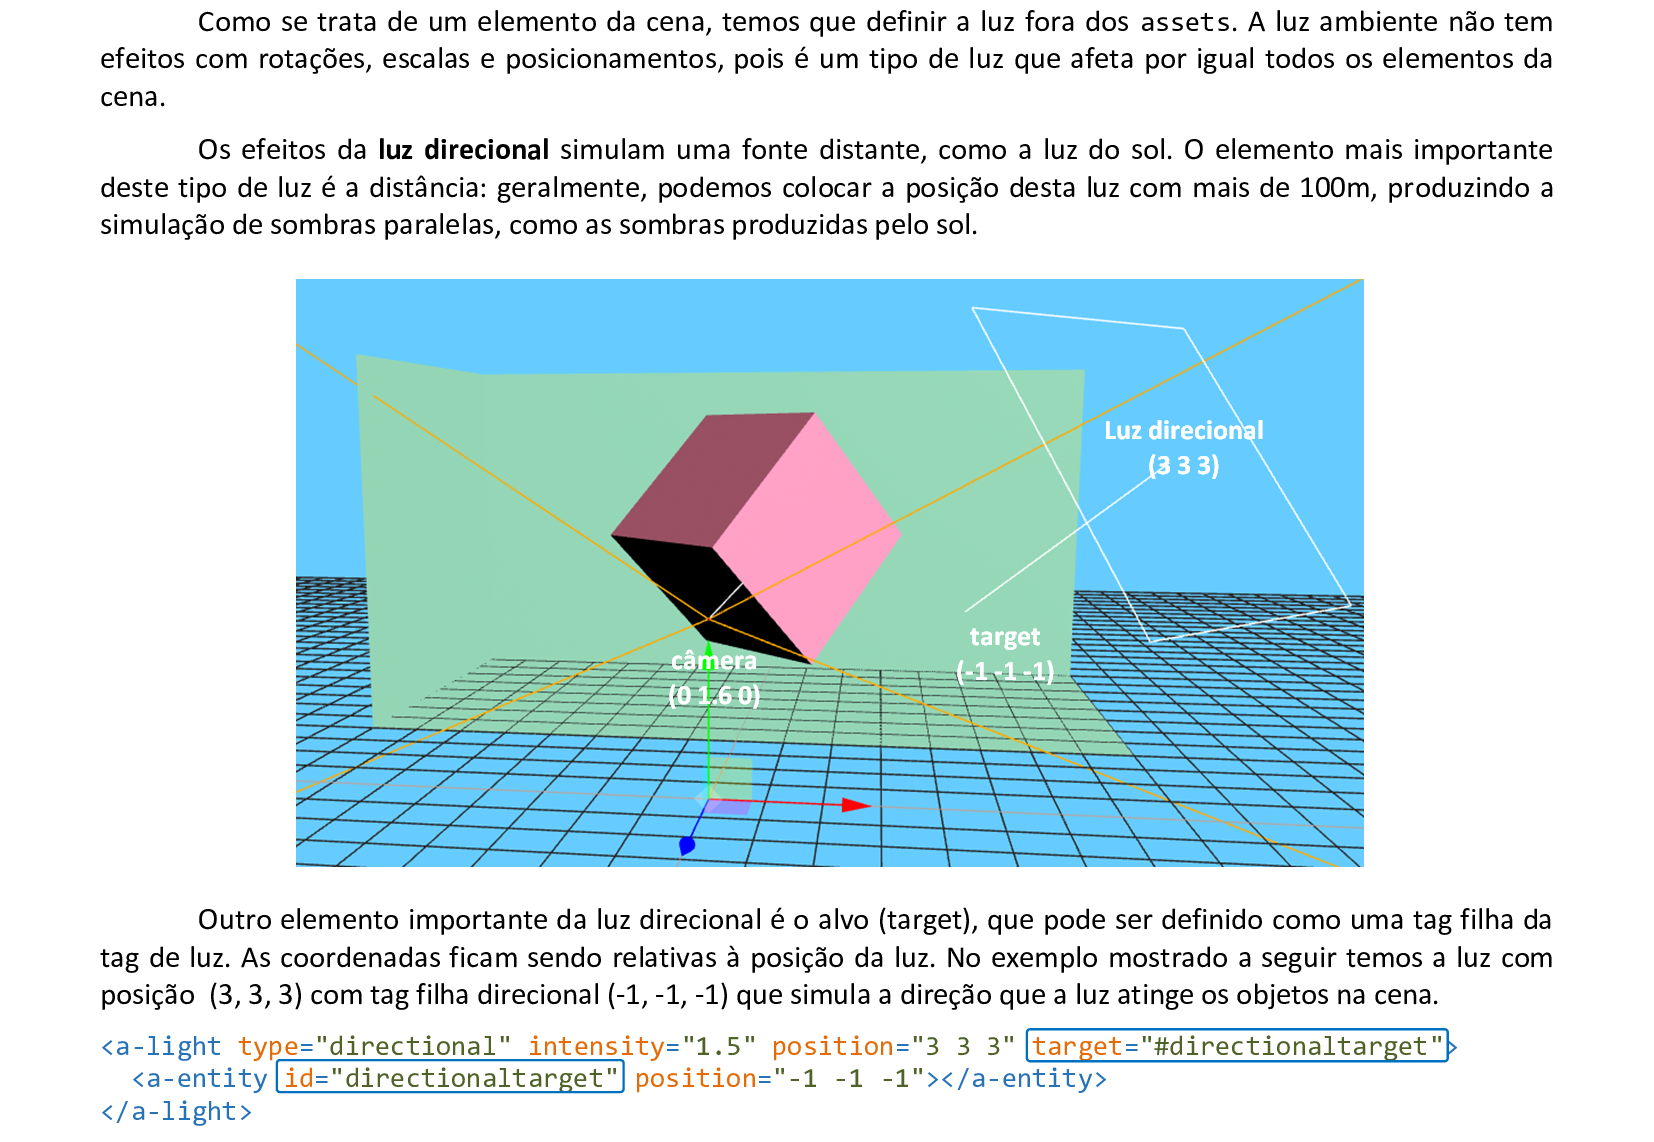 Como se trata de um elemento da cena, temos que definir a luz fora dos assets. A luz ambiente não tem
efeitos com rotações, escalas e posicionamentos, pois é um tipo de luz que afeta por igual todos os elementos da
cena.
Os efeitos da luz direcional simulam uma fonte distante, como a luz do sol. O elemento mais importante
deste tipo de luz é a distância: geralmente, podemos colocar a posição desta luz com mais de 100m, produzindo a
simulação de sombras paralelas, como as sombras produzidas pelo sol.
Luz direcional
(3 3 3)
target
(-1 -1 -1)
câmera
(0 1.6 0)
Outro elemento importante da luz direcional é o alvo (target), que pode ser definido como uma tag filha da
tag de luz. As coordenadas ficam sendo relativas à posição da luz. No exemplo mostrado a seguir temos a luz com
posição (3, 3, 3) com tag filha direcional (-1, -1, -1) que simula a direção que a luz atinge os objetos na cena.
<a-light type="directional" intensity="1.5" position="3 3 3" target="#directionaltarget">
<a-entity id="directionaltarget" position="-1 -1 -1"></a-entity>
</a-light>